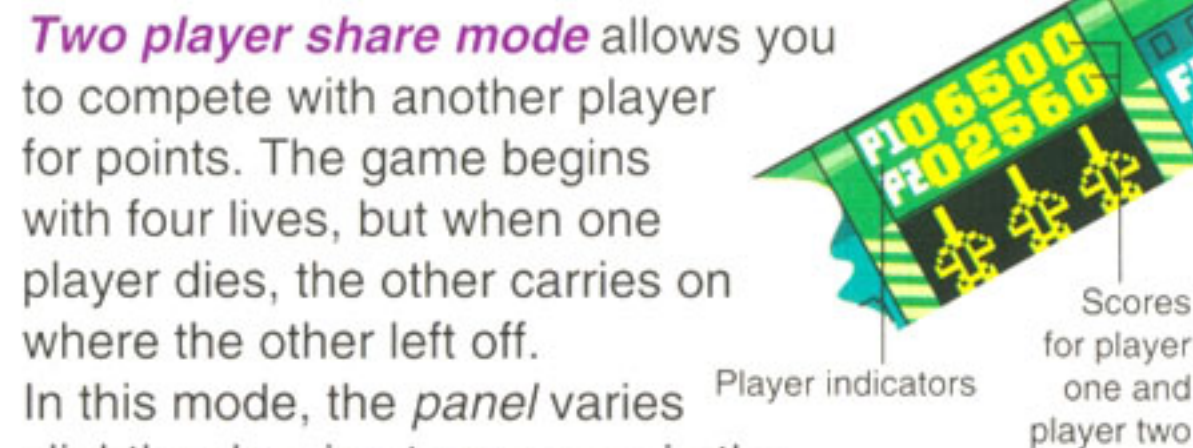 Two player share mode allows you
to compete with another player
for points. The game begins
with four lives, but when one
player dies, the other carries on
where the other left off.
In this mode, the panel varies
P1 06500
P2 02560
Player indicators
Scores
for player
one and
player two